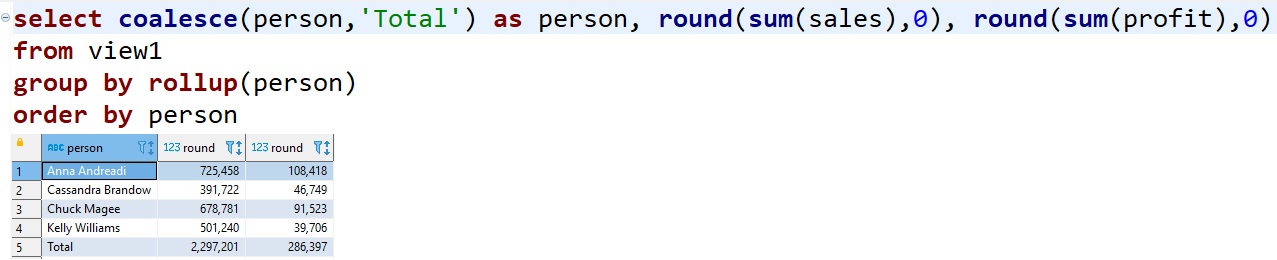 select coalesce(person,'Total') as person, round(sum(sales),0), round(sum(profit),0)
from view1
group by rollup(person)
order by person
ABC person 123 round 123 round
1 Anna Andreadi 725,458 108,418
2 Cassandra Brandow 391,722 46,749
3 Chuck Magee 678,781 91,523
4 Kelly Williams 501,240 39,706
5 Total 2,297,201 286,397